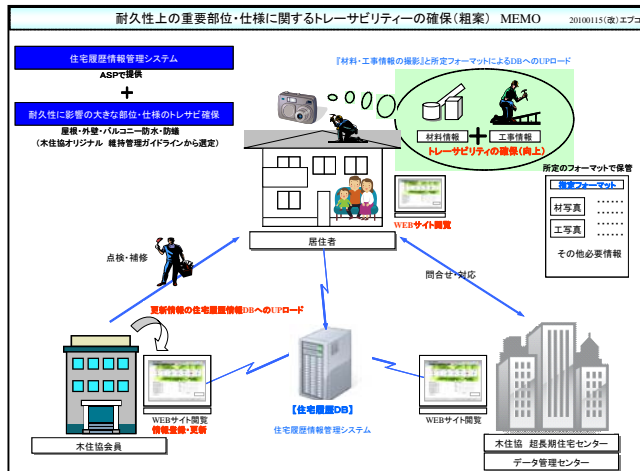 耐久性上の重要部位・仕様に関するトレーサビリティーの確保(粗案) MEMO 20100115(改)エプコ
住宅履歴情報管理システム
ASPで提供
+
耐久性に影響の大きな部位・仕様のトレサビ確保
屋根・外壁・バルコニー防水・防蟻
(木住協オリジナル 維持管理ガイドラインから選定)
『材料・工事情報の撮影』と所定フォーマットによるDBへのUPロード
材料情報
+
工事情報
トレーサビリティの確保(向上)
所定のフォーマットで保管
指定フォーマット
材写真 ……
工写真 ……
その他必要情報
WEBサイト閲覧
居住者
点検・補修
問合せ・対応
更新情報の住宅履歴情報DBへのUPロード
WEBサイト閲覧
情報登録・更新
木住協会員
【住宅履歴DB】
住宅履歴情報管理システム
WEBサイト閲覧
木住協 超長期住宅センター
データ管理センター